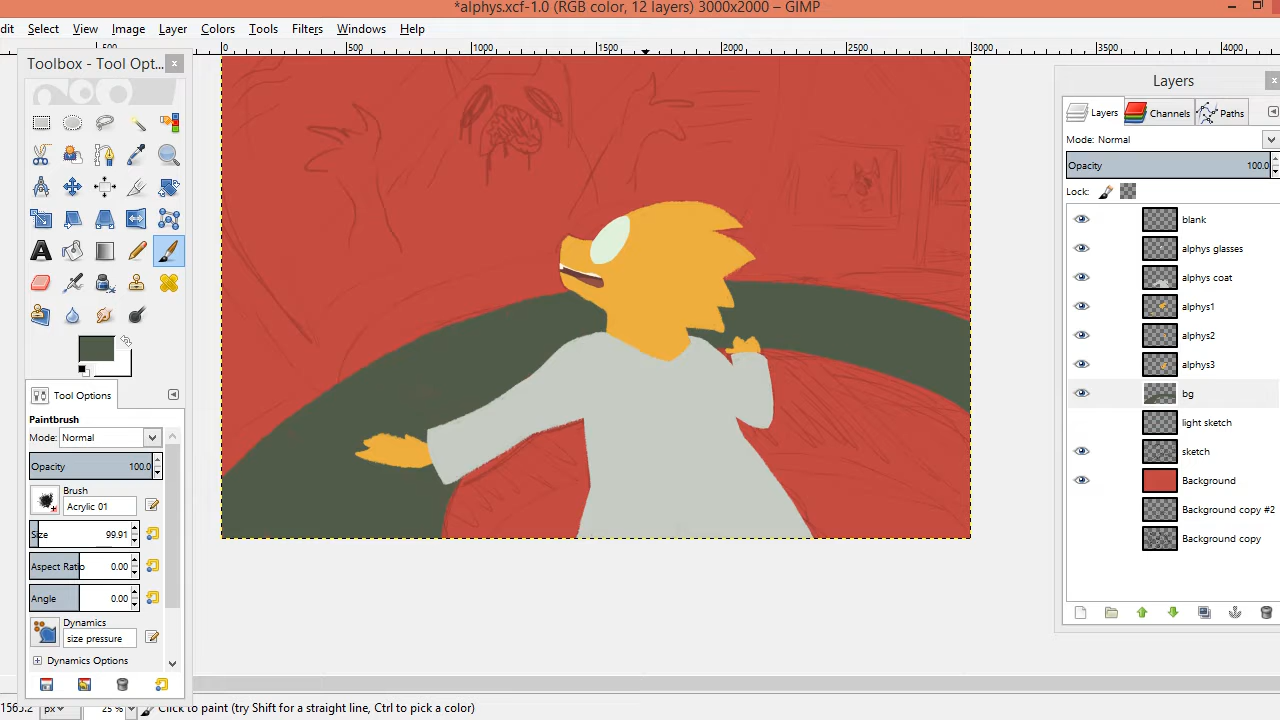 *alphys.xcf-1.0 (RGB color, 12 layers) 3000x2000 – GIMP
dit Select View Image Layer Colors Tools Filters Windows Help
Toolbox - Tool Opt...
500 0 500 1000 1500 2000 2500 3000 3500 4000
Tool Options
Paintbrush
Mode: Normal
Opacity 100.0
Brush
Acrylic 01
Size 99.91
Aspect Ratio 0.00
Angle 0.00
Dynamics
size pressure
Dynamics Options
px 25 % Click to paint (try Shift for a straight line, Ctrl to pick a color)
Layers
Layers Channels Paths
Mode: Normal
Opacity 100.0
Lock:
blank
alphys glasses
alphys coat
alphys1
alphys2
alphys3
bg
light sketch
sketch
Background
Background copy #2
Background copy